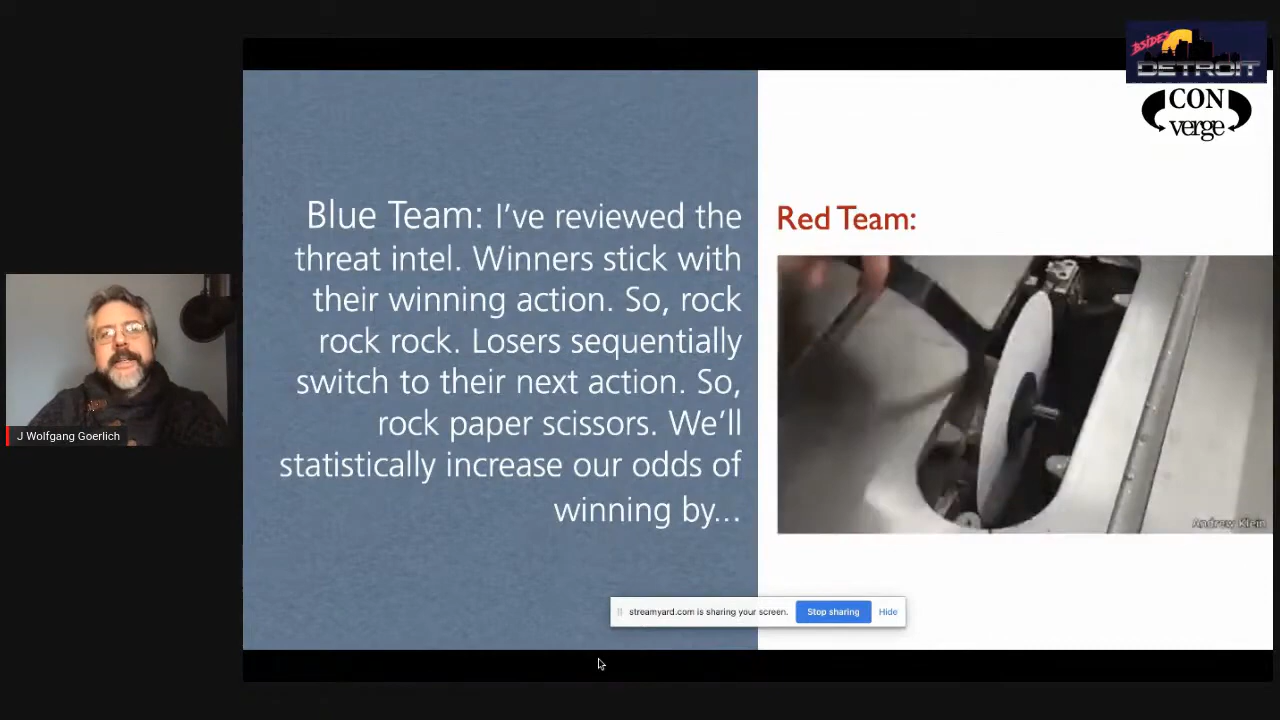 BSIDES
DETROIT
CON
verge
Blue Team: I've reviewed the
threat intel. Winners stick with
their winning action. So, rock
rock rock. Losers sequentially
switch to their next action. So,
rock paper scissors. We'll
statistically increase our odds of
winning by...
Red Team:
Andrew Klein
J Wolfgang Goerlich
streamyard.com is sharing your screen.
Stop sharing
Hide